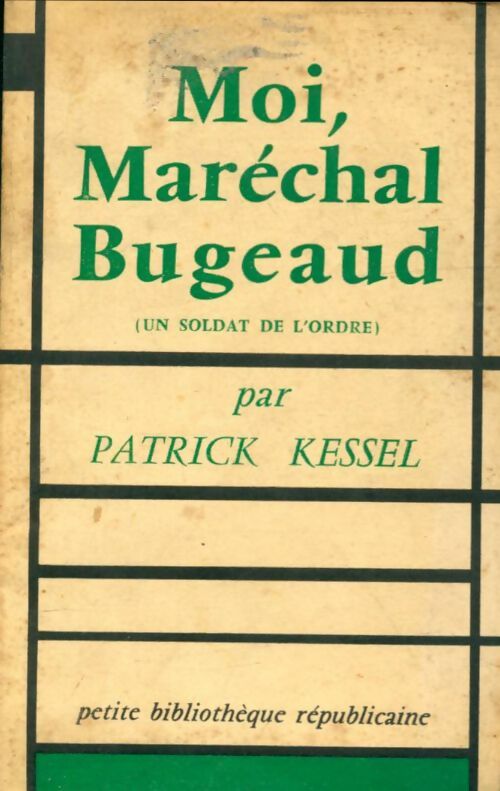 Moi,
Maréchal
Bugeaud
(UN SOLDAT DE L'ORDRE)
par
PATRICK KESSEL
petite bibliothèque républicaine